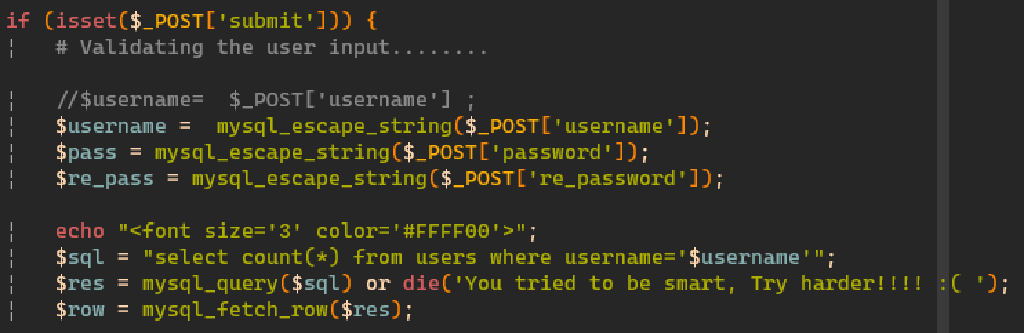 if (isset($_POST['submit'])) {
# Validating the user input........
//$username=  $_POST['username'] ;
$username =  mysql_escape_string($_POST['username']);
$pass = mysql_escape_string($_POST['password']);
$re_pass = mysql_escape_string($_POST['re_password']);
echo "<font size='3' color='#FFFF00'>";
$sql = "select count(*) from users where username='$username'";
$res = mysql_query($sql) or die('You tried to be smart, Try harder!!!! :( ');
$row = mysql_fetch_row($res);